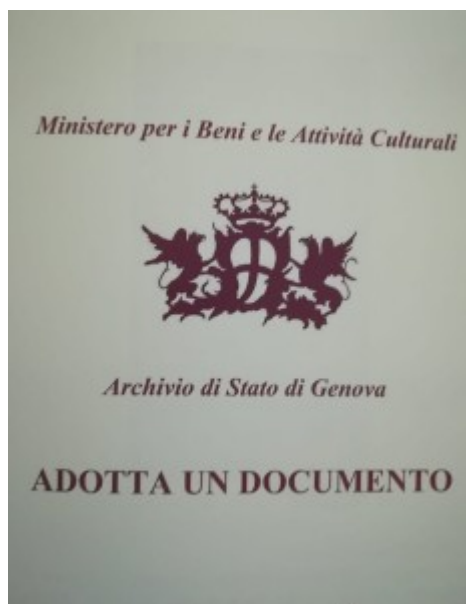 Ministero per i Beni e le Attività Culturali
Archivio di Stato di Genova
ADOTTA UN DOCUMENTO